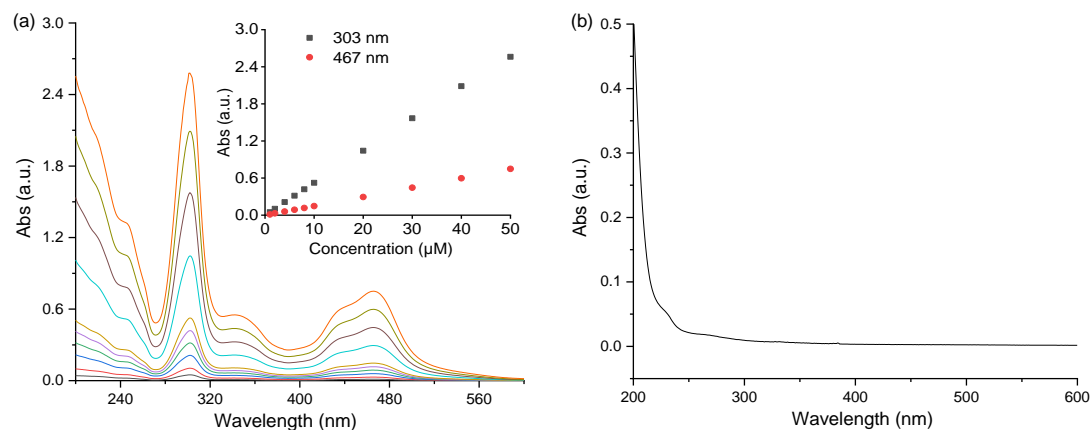 (a)
3.0
2.4
1.8
1.2
0.6
0.0
Abs (a.u.)
240 320 400 480 560
Wavelength (nm)
303 nm
467 nm
3.0
2.4
1.8
1.2
0.6
0.0
Abs (a.u.)
0 10 20 30 40 50
Concentration (µM)
(b)
0.5
0.4
0.3
0.2
0.1
0.0
Abs (a.u.)
200 300 400 500 600
Wavelength (nm)